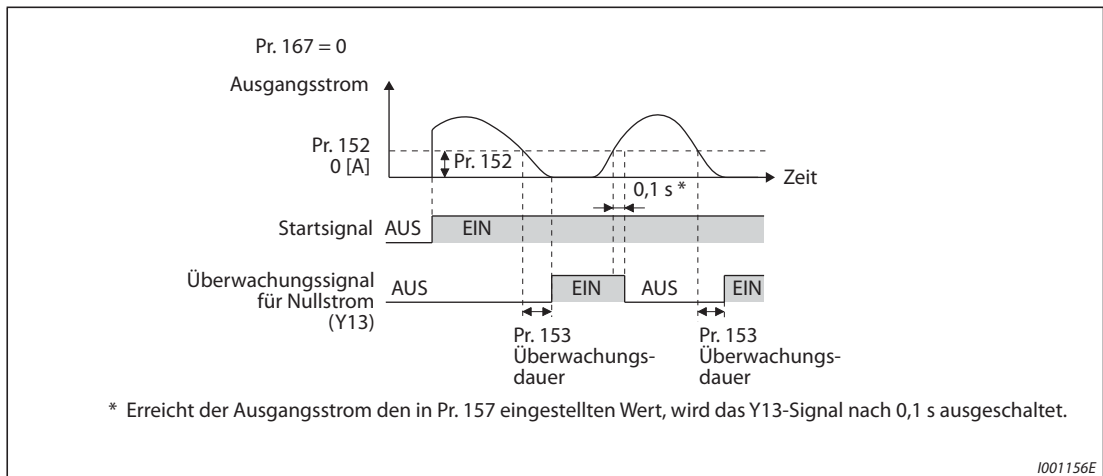 Pr. 167 = 0
Ausgangsstrom
Pr. 152
0 [A]
Pr. 152
Zeit
0,1 s *
Startsignal AUS EIN
Überwachungssignal
für Nullstrom
(Y13)
AUS EIN AUS EIN
Pr. 153
Überwachungs-
dauer
Pr. 153
Überwachungs-
dauer
* Erreicht der Ausgangsstrom den in Pr. 157 eingestellten Wert, wird das Y13-Signal nach 0,1 s ausgeschaltet.
I001156E